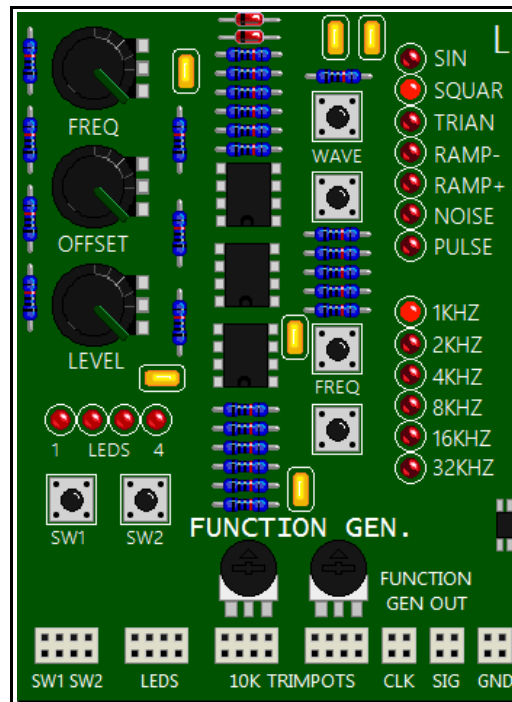 L
SIN
SQUAR
FREQ
TRIAN
WAVE
RAMP-
RAMP+
NOISE
OFFSET
PULSE
1KHZ
2KHZ
LEVEL
4KHZ
FREQ
8KHZ
1 LEDS 4
16KHZ
32KHZ
SW1 SW2
FUNCTION GEN.
FUNCTION
GEN OUT
SW1 SW2 LEDS 10K TRIMPOTS CLK SIG GND